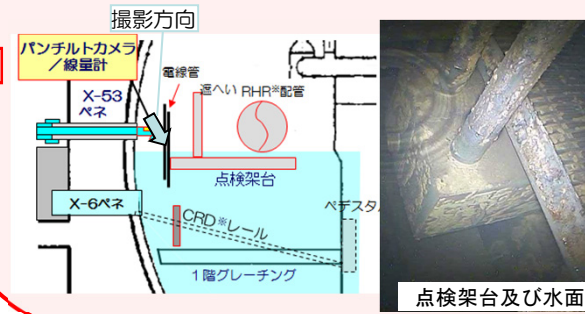 撮影方向
パンチルトカメラ
／線量計
電線管
遮へい RHR※配管
X-53
ペネ
点検架台
X-6ペネ
ペデスタ
CRD※レール
1階グレーチング
点検架台及び水面